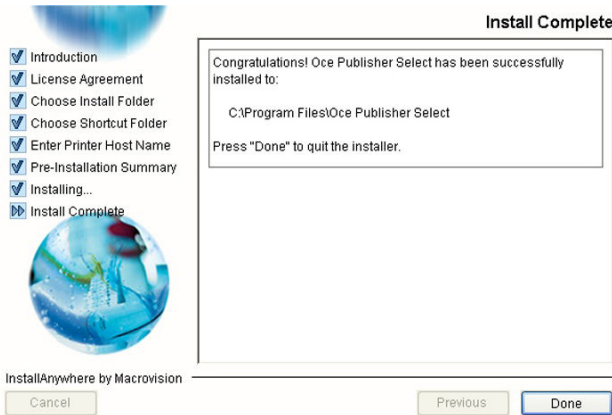 Install Complete
Introduction
License Agreement
Choose Install Folder
Choose Shortcut Folder
Enter Printer Host Name
Pre-Installation Summary
Installing...
Install Complete
Congratulations! Oce Publisher Select has been successfully
installed to:
C:\Program Files\Oce Publisher Select
Press "Done" to quit the installer.
InstallAnywhere by Macrovision
Cancel
Previous
Done